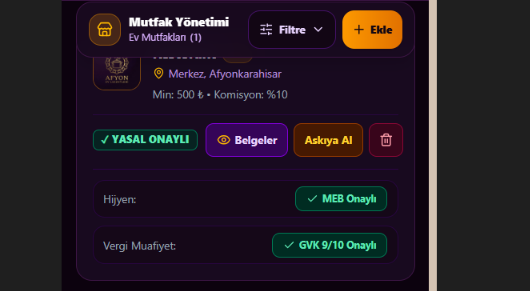 Mutfak Yönetimi
Ev Mutfakları (1)
Filtre
+ Ekle
AFYON
Merkez, Afyonkarahisar
Min: 500 ₺ • Komisyon: %10
✓ YASAL ONAYLI
Belgeler
Askıya Al
Hijyen:
✓ MEB Onaylı
Vergi Muafiyet:
✓ GVK 9/10 Onaylı